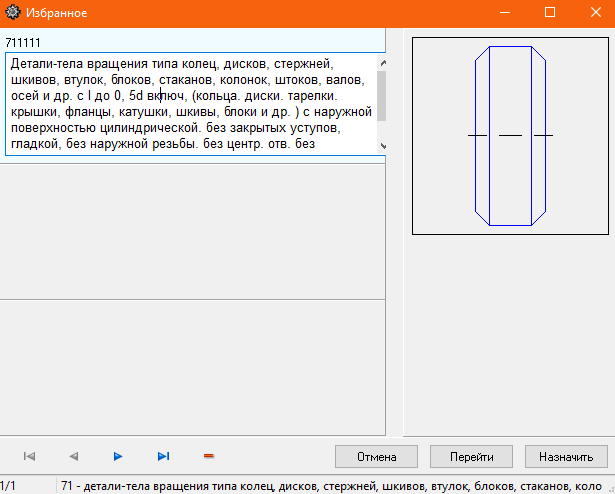 Избранное
711111
Детали-тела вращения типа колец, дисков, стержней,
шкивов, втулок, блоков, стаканов, колонок, штоков, валов,
осей и др. с l до 0, 5d включ, (кольца. диски. тарелки.
крышки, фланцы, катушки, шкивы, блоки и др. ) с наружной
поверхностью цилиндрической. без закрытых уступов,
гладкой, без наружной резьбы. без центр. отв. без
Отмена
Перейти
Назначить
1/1
71 - детали-тела вращения типа колец, дисков, стержней, шкивов, втулок, блоков, стаканов, коло